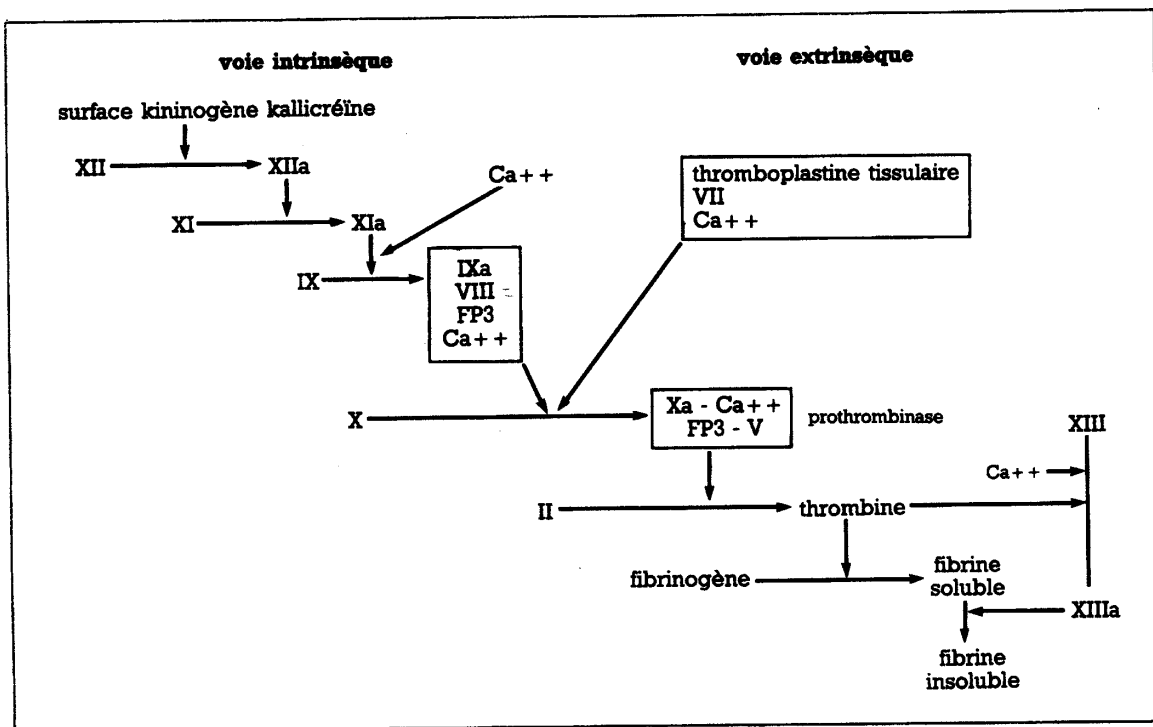 voie intrinsèque
voie extrinsèque
surface kininogène kallicréïne
XII
XIIa
Ca++
thromboplastine tissulaire
VII
Ca++
XI
XIa
IX
IXa
VIII
FP3
Ca++
X
Xa - Ca++
FP3 - V
prothrombinase
XIII
Ca++
II
thrombine
fibrinogène
fibrine
soluble
XIIIa
fibrine
insoluble